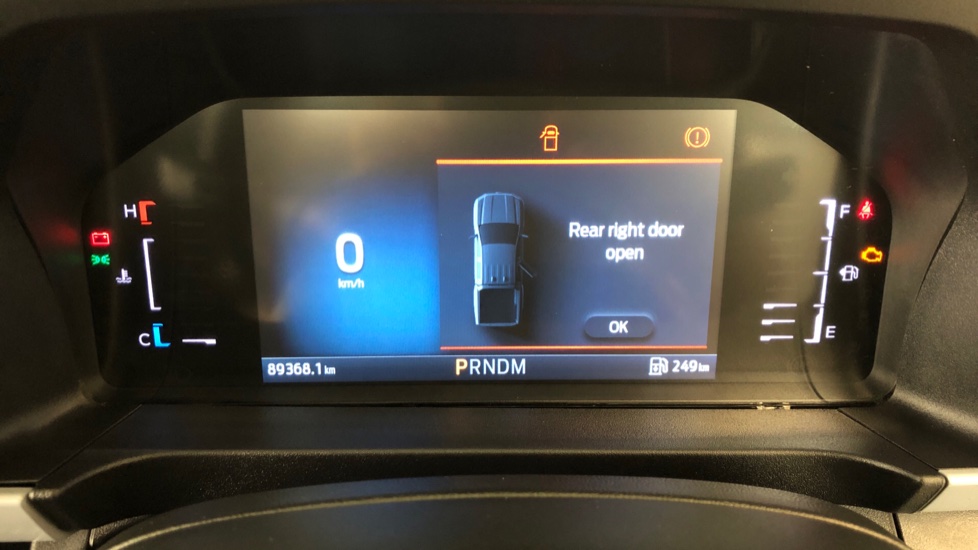 H
F
Rear right door
open
0
km/h
C
E
OK
89368.1 km
PRNDM
249 km